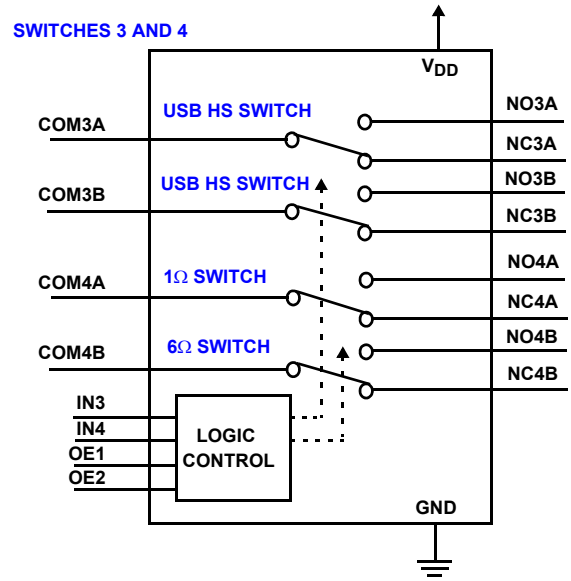 SWITCHES 3 AND 4
VDD
USB HS SWITCH
NO3A
COM3A
NC3A
USB HS SWITCH
NO3B
COM3B
NC3B
NO4A
1Ω SWITCH
COM4A
NC4A
NO4B
6Ω SWITCH
COM4B
NC4B
IN3
IN4
OE1
OE2
LOGIC
CONTROL
GND